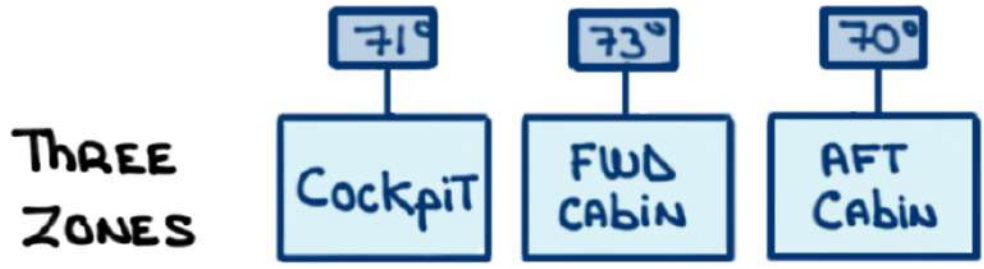 71° 73° 70°
THREE
ZONES
COCKPIT
FWD
CABIN
AFT
CABIN